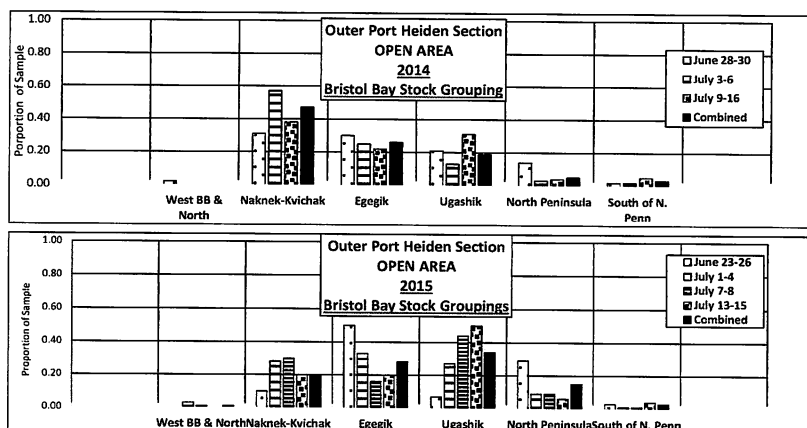 Outer Port Heiden Section
OPEN AREA
2014
Bristol Bay Stock Grouping
Porportion of Sample
1.00
0.80
0.60
0.40
0.20
0.00
June 28-30
July 3-6
July 9-16
Combined
West BB & North
Naknek-Kvichak
Egegik
Ugashik
North Peninsula
South of N. Penn
Outer Port Heiden Section
OPEN AREA
2015
Bristol Bay Stock Groupings
Proportion of Sample
1.00
0.80
0.60
0.40
0.20
0.00
June 23-26
July 1-4
July 7-8
July 13-15
Combined
West BB & North
Naknek-Kvichak
Egegik
Ugashik
North Peninsula
South of N. Penn